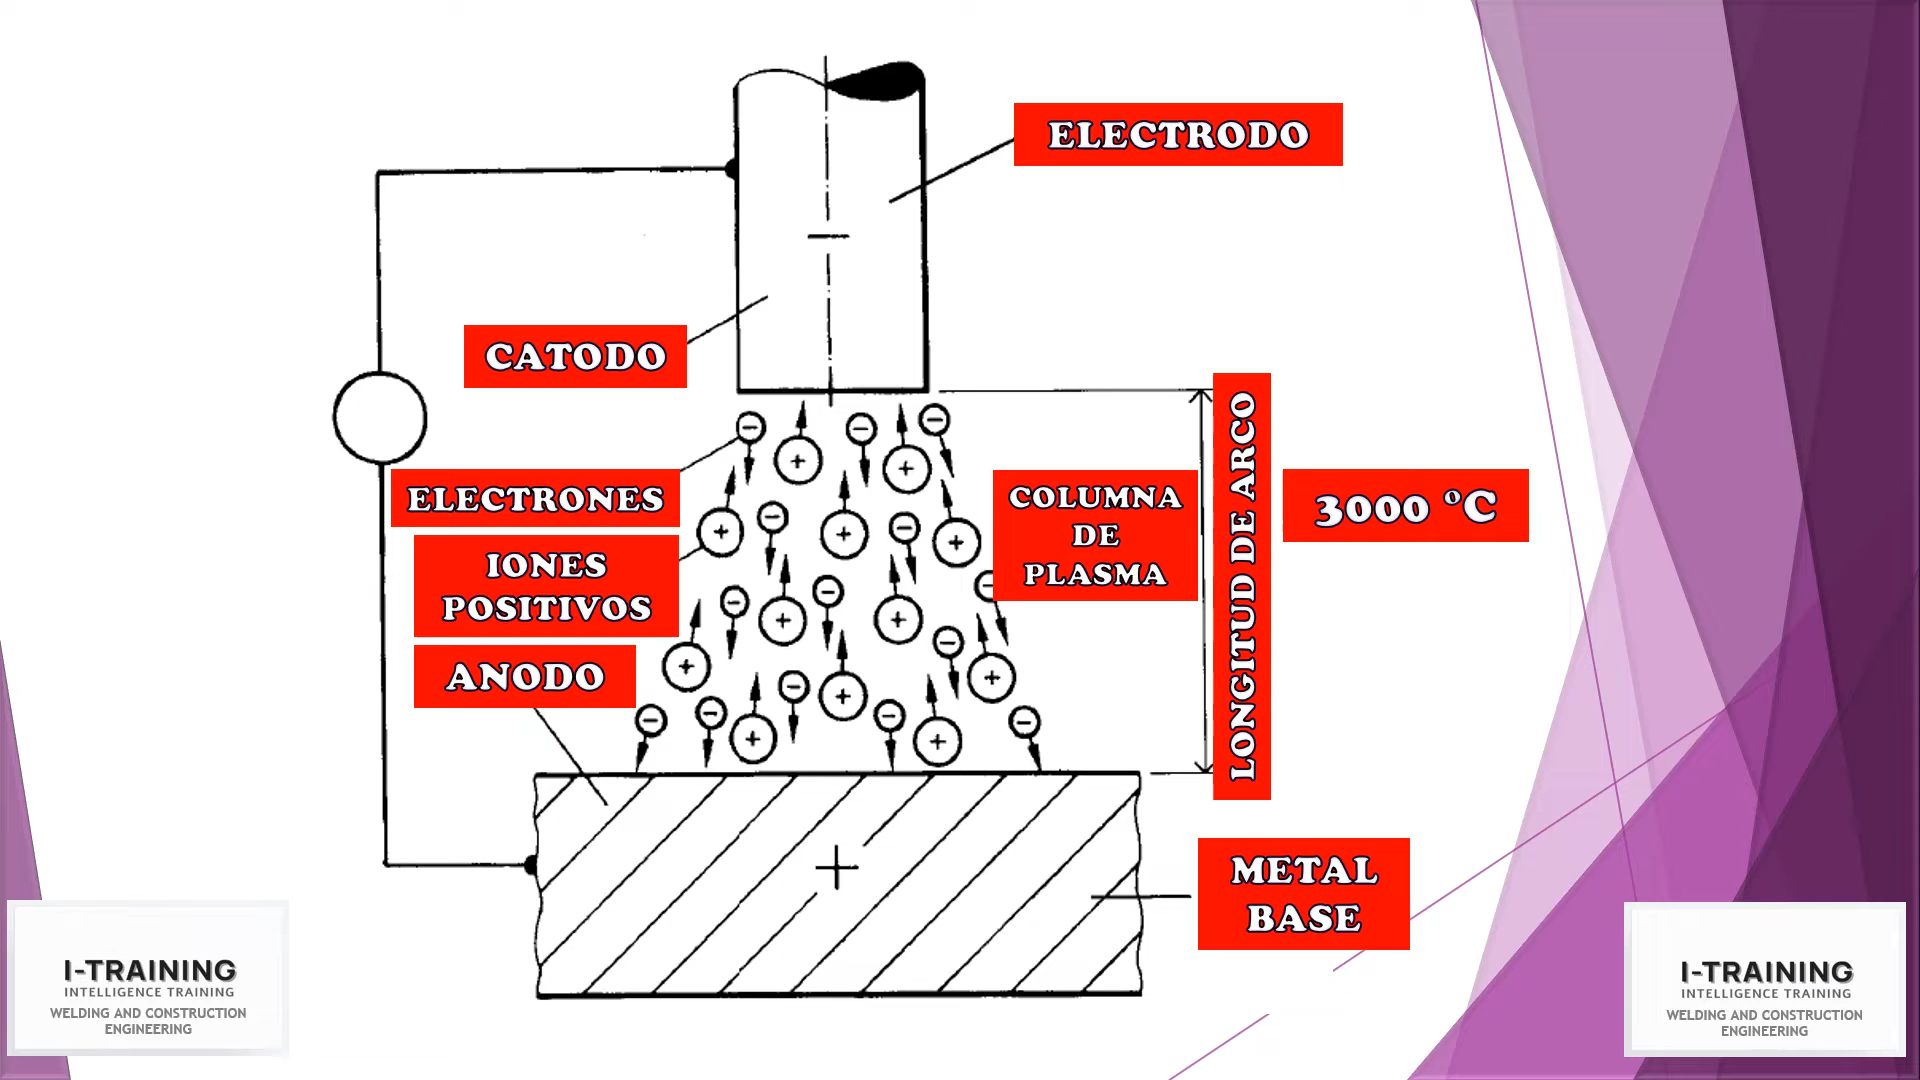 ELECTRODO
CATODO
ELECTRONES
IONES
POSITIVOS
ANODO
COLUMNA
DE
PLASMA
LONGITUD DE ARCO
3000 °C
METAL
BASE
I-TRAINING
INTELLIGENCE TRAINING
WELDING AND CONSTRUCTION
ENGINEERING
I-TRAINING
INTELLIGENCE TRAINING
WELDING AND CONSTRUCTION
ENGINEERING